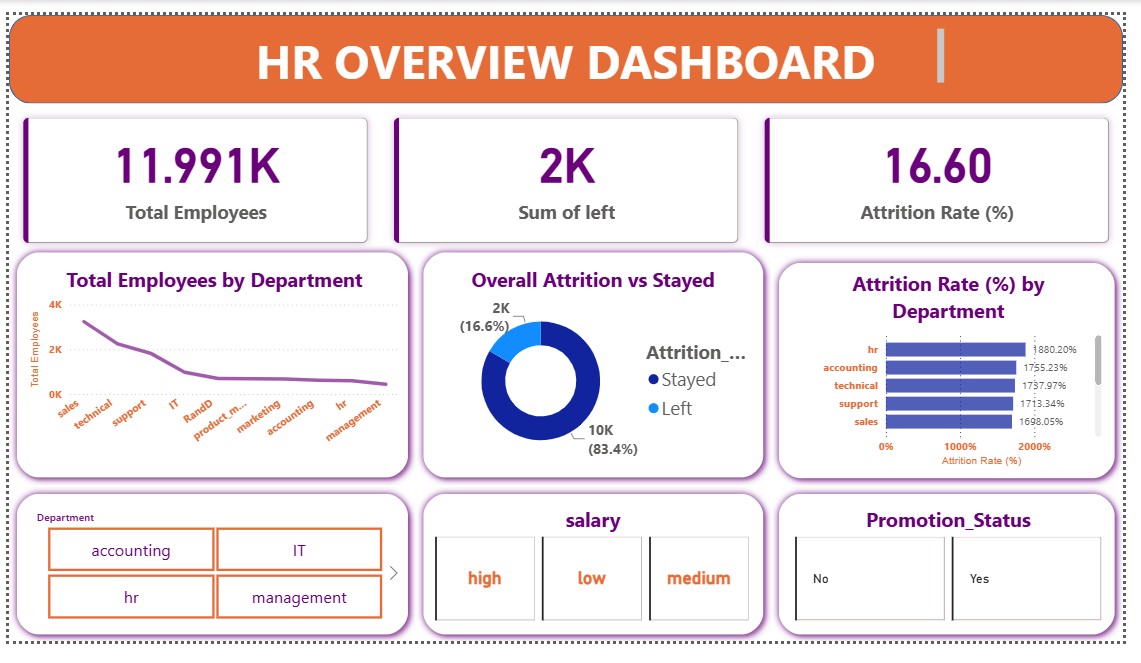 HR OVERVIEW DASHBOARD
11.991K
Total Employees
2K
Sum of left
16.60
Attrition Rate (%)
Total Employees by Department
Total Employees
4K
2K
0K
sales
technical
support
IT
RandD
product_m...
marketing
accounting
hr
management
Overall Attrition vs Stayed
2K
(16.6%)
10K
(83.4%)
Attrition_...
Stayed
Left
Attrition Rate (%) by
Department
hr 1880.20%
accounting 1755.23%
technical 1737.97%
support 1713.34%
sales 1698.05%
0% 1000% 2000%
Attrition Rate (%)
Department
accounting IT
hr management
salary
high low medium
Promotion_Status
No Yes